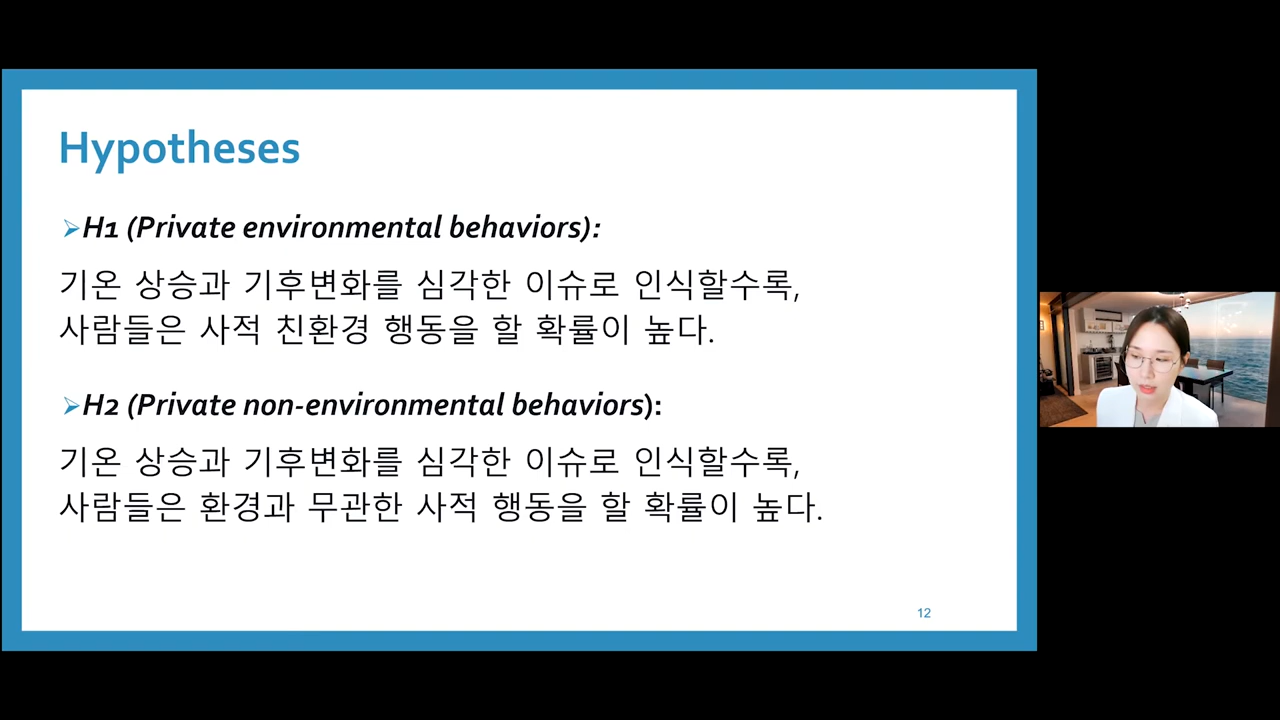 Hypotheses
➢H1 (Private environmental behaviors):
기온 상승과 기후변화를 심각한 이슈로 인식할수록,
사람들은 사적 친환경 행동을 할 확률이 높다.
➢H2 (Private non-environmental behaviors):
기온 상승과 기후변화를 심각한 이슈로 인식할수록,
사람들은 환경과 무관한 사적 행동을 할 확률이 높다.
12